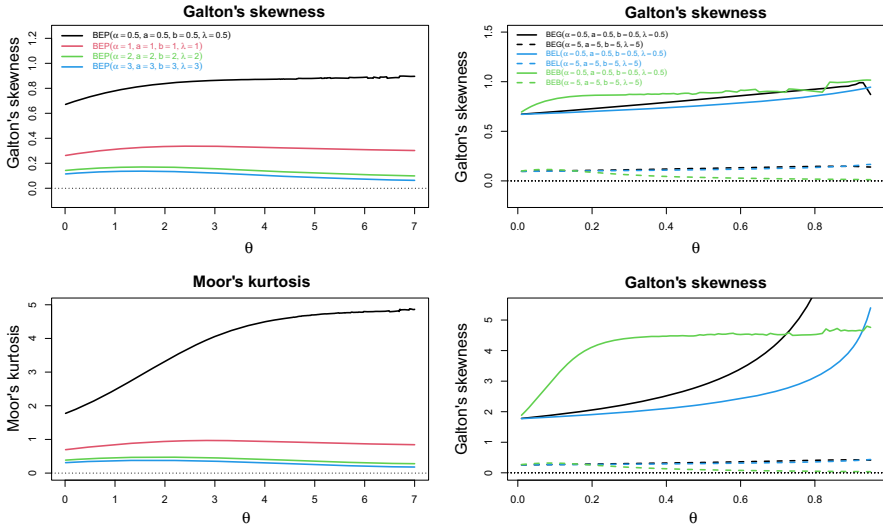 Galton's skewness
Galton's skewness
0.0 0.2 0.4 0.6 0.8 1.0 1.2
BEP(α = 0.5, a = 0.5, b = 0.5, λ = 0.5)
BEP(α = 1, a = 1, b = 1, λ = 1)
BEP(α = 2, a = 2, b = 2, λ = 2)
BEP(α = 3, a = 3, b = 3, λ = 3)
0 1 2 3 4 5 6 7
θ
Galton's skewness
Galton's skewness
0.0 0.5 1.0 1.5
BEG(α = 0.5, a = 0.5, b = 0.5, λ = 0.5)
BEG(α = 5, a = 5, b = 5, λ = 5)
BEL(α = 0.5, a = 0.5, b = 0.5, λ = 0.5)
BEL(α = 5, a = 5, b = 5, λ = 5)
BEB(α = 0.5, a = 0.5, b = 0.5, λ = 0.5)
BEB(α = 5, a = 5, b = 5, λ = 5)
0.0 0.2 0.4 0.6 0.8
θ
Moor's kurtosis
Moor's kurtosis
0 1 2 3 4 5
0 1 2 3 4 5 6 7
θ
Galton's skewness
Galton's skewness
0 1 2 3 4 5
0.0 0.2 0.4 0.6 0.8
θ